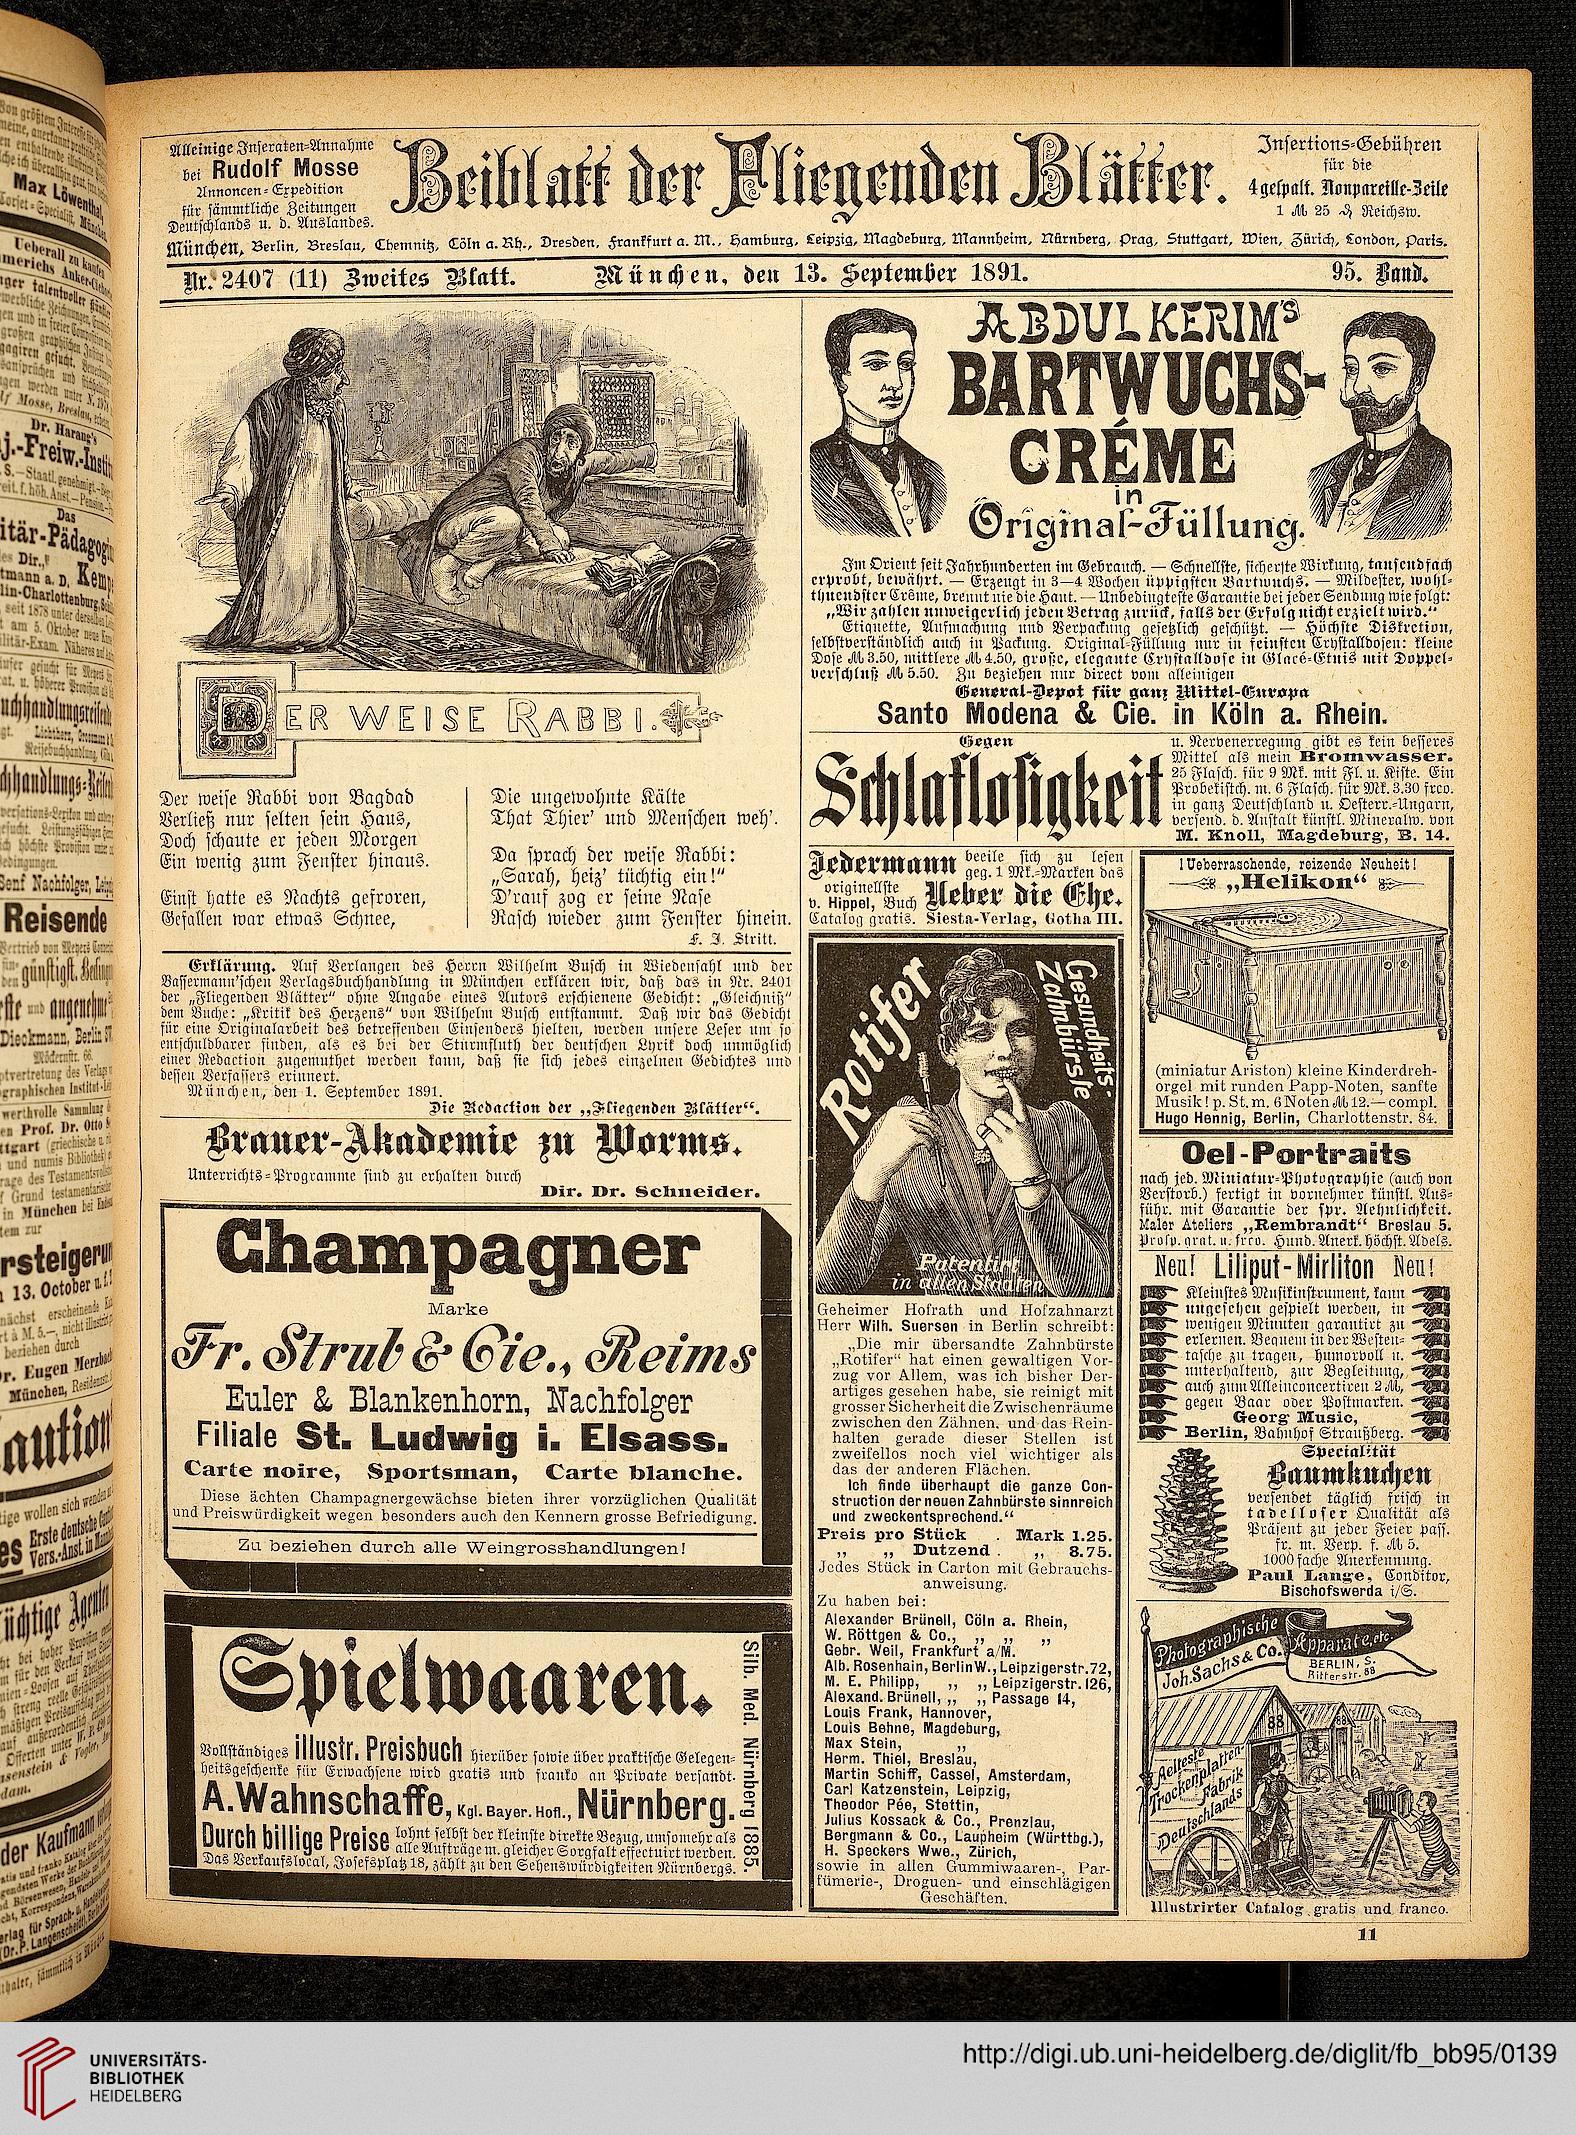 Alleinige Inseraten-Annahme
bei Rudolf Mosse
Annoncen-Expedition
für sämmtliche Zeitungen
Deutschlands u. d. Auslandes.
Beiblatt der Fliegenden Blätter.
Insertions-Gebühren
für die
4 gespalt. Nonpareille-Zeile
1 ℳ 25 ₰ Reichsw.
München, Berlin, Breslau, Chemnitz, Cöln a. Rh., Dresden, Frankfurt a. M., Hamburg, Leipzig, Magdeburg, Mannheim, Nürnberg, Prag, Stuttgart, Wien, Zürich, London, Paris.
Nr. 2407 (11) Zweites Blatt. München, den 13. September 1891. 95. Band.
DER WEISE RABBI.
Der weise Rabbi von Bagdad
Verließ nur selten sein Haus,
Doch schaute er jeden Morgen
Ein wenig zum Fenster hinaus.
Einst hatte es Nachts gefroren,
Gefallen war etwas Schnee,
Die ungewohnte Kälte
That Thier' und Menschen weh'.
Da sprach der weise Rabbi:
„Sarah, heiz' tüchtig ein!"
D'rauf zog er seine Nase
Rasch wieder zum Fenster hinein.
F. J. Stritt.
Erklärung. Auf Verlangen des Herrn Wilhelm Busch in Wiedensahl und der
Bassermann'schen Verlagsbuchhandlung in München erklären wir, daß das in Nr. 2401
der „Fliegenden Blätter" ohne Angabe eines Autors erschienene Gedicht: „Gleichniß"
dem Buche: „Kritik des Herzens" von Wilhelm Busch entstammt. Daß wir das Gedicht
für eine Originalarbeit des betreffenden Einsenders hielten, werden unsere Leser um so
entschuldbarer finden, als es bei der Sturmfluth der deutschen Lyrik doch unmöglich
einer Redaction zugemuthet werden kann, daß sie sich jedes einzelnen Gedichtes und
dessen Verfassers erinnert.
München, den 1. September 1891.
Die Redaction der „Fliegenden Blätter".
Brauer-Akademie zu Worms.
Unterrichts-Programme sind zu erhalten durch
Dir. Dr. Schneider.
Champagner
Marke
Fr. Strub & Cie., Reims
Euler & Blankenhorn, Nachfolger
Filiale St. Ludwig i. Elsass.
Carte noire, Sportsman, Carte blanche.
Diese ächten Champagnergewächse bieten ihrer vorzüglichen Qualität
und Preiswürdigkeit wegen besonders auch den Kennern grosse Befriedigung.
Zu beziehen durch alle Weingrosshandlungen!
Spielwaaren.
Vollständiges illustr. Preisbuch hierüber sowie über praktische Gelegen-
heitsgeschenke für Erwachsene wird gratis und franko an Private versandt.
A. Wahnschaffe, Kgl. Bayer. Hofl., Nürnberg.
Durch billige Preise lohnt selbst der kleinste direkte Bezug, umsomehr als
alle Aufträge m. gleicher Sorgfalt effectuirt werden.
Das Verkaufslocal, Josefsplatz 18, zählt zu den Sehenswürdigkeiten Nürnbergs.
Silb. Med. Nürnberg 1885.
ABDUL KERIM'S
BARTWUCHS-
CRÉME
in
Original-Füllung.
Im Orient seit Jahrhunderten im Gebrauch. — Schnellste, sicherste Wirkung, tausendfach
erprobt, bewährt. — Erzeugt in 3—4 Wochen üppigsten Bartwuchs. — Mildester, wohl-
thuendster Crême, brennt nie die Haut. — Unbedingteste Garantie bei jeder Sendung wie folgt:
„Wir zahlen unweigerlich jeden Betrag zurück, falls der Erfolg nicht erzielt wird."
Etiquette, Aufmachung und Verpackung gesetzlich geschützt. — Höchste Diskretion,
selbstverständlich auch in Packung. Original-Füllung nur in feinsten Crystalldosen: kleine
Dose ℳ 3.50, mittlere ℳ 4.50, große, elegante Crystalldose in Glacé-Etuis mit Doppel-
verschluß ℳ 5.50. Zu beziehen nur direct vom alleinigen
General-Depot für ganz Mittel-Europa
Santo Modena & Cie. in Köln a. Rhein.
Gegen
Schlaflosigkeit
u. Nervenerregung gibt es kein besseres
Mittel als mein Bromwasser.
25 Flasch. für 9 Mk. mit Fl. u. Kiste. Ein
Probekistch. m. 6 Flasch. für Mk. 3.30 frco.
in ganz Deutschland u. Oesterr.-Ungarn,
versend. d. Anstalt künstl. Mineralw. von
M. Knoll, Magdeburg, B. 14.
Jedermann beeile sich zu lesen
geg. 1 Mk.-Marken das
originellste
v. Hippel, Buch Ueber die Ehe.
Catalog gratis. Siesta-Verlag, Gotha III.
Rotifer
Gesundheits-
Zahnbürste
Patentirt
in allen Staaten
Geheimer Hofrath und Hofzahnarzt
Herr Wilh. Suersen in Berlin schreibt:
„Die mir übersandte Zahnbürste
„Rotifer" hat einen gewaltigen Vor-
zug vor Allem, was ich bisher Der-
artiges gesehen habe, sie reinigt mit
grosser Sicherheit die Zwischenräume
zwischen den Zähnen, und das Rein-
halten gerade dieser Stellen ist
zweifellos noch viel wichtiger als
das der anderen Flächen.
Ich finde überhaupt die ganze Con-
struction der neuen Zahnbürste sinnreich
und zweckentsprechend."
Preis pro Stück . Mark 1.25.
„ „ Dutzend . „ 8.75.
Jedes Stück in Carton mit Gebrauchs-
anweisung.
Zu haben bei:
Alexander Brünell, Cöln a. Rhein,
W. Röttgen & Co., „ „ „
Gebr. Weil, Frankfurt a/M.
Alb. Rosenhain, Berlin W., Leipzigerstr. 72,
M. E. Philipp, „ „ Leipzigerstr. 126,
Alexand. Brünell, „ „ Passage 14,
Louis Frank, Hannover,
Louis Behne, Magdeburg,
Max Stein, „
Herm. Thiel, Breslau,
Martin Schiff, Cassel, Amsterdam,
Carl Katzenstein, Leipzig,
Theodor Pée, Stettin,
Julius Kossack & Co., Prenzlau,
Bergmann & Co., Laupheim (Württbg.),
H. Speckers Wwe., Zürich,
sowie in allen Gummiwaaren-, Par-
fümerie-, Droguen- und einschlägigen
Geschäften.
! Ueberraschende, reizende Neuheit !
„Helikon"
(miniatur Ariston) kleine Kinderdreh-
orgel mit runden Papp-Noten, sanfte
Musik! p. St. m. 6 Noten ℳ 12.— compl.
Hugo Hennig, Berlin, Charlottenstr. 84.
Oel-Portraits
nach jed. Miniatur-Photographie (auch von
Verstorb.) fertigt in vornehmer künstl. Aus-
führ. mit Garantie der spr. Aehnlichkeit.
Maler Ateliers „Rembrandt" Breslau 5.
Prosp. grat. u. frco. Hund. Anerk. höchst. Adels.
Neu! Liliput-Mirliton Neu!
Kleinstes Musikinstrument, kann
ungesehen gespielt werden, in
wenigen Minuten garantirt zu
erlernen. Bequem in der Westen-
tasche zu tragen, humorvoll u.
unterhaltend, zur Begleitung,
auch zum Alleinconcertiren 2 ℳ,
gegen Baar oder Postmarken.
Georg Music,
Berlin, Bahnhof Straußberg.
Specialität
Baumkuchen
versendet täglich frisch in
tadelloser Qualität als
Präsent zu jeder Feier pass.
fr. m. Verp. f. ℳ 5.
1000 fache Anerkennung.
Paul Lange, Conditor,
Bischofswerda i/S.
Photographische Apparate, etc.
Joh. Sachs & Co.
BERLIN, S.
Ritterstr. 88
88
Aelteste
Trockenplatten-
Fabrik
Deutschlands
Illustrirter Catalog gratis und franco.
11
Max Löwenthal,
Ueberall zu kaufen
Dr. Harang's
Das
Reisende
günstigst.
Dieckmann, Berlin SW.
Möckernstr. 66.
13. October
beziehen durch
Dr. Eugen Merzbach
München,
Erste deutsche
Vers.-Anst. in
der Kaufmann
UNIVERSITÄTS-
BIBLIOTHEK
HEIDELBERG
http://digi.ub.uni-heidelberg.de/diglit/fb_bb95/0139